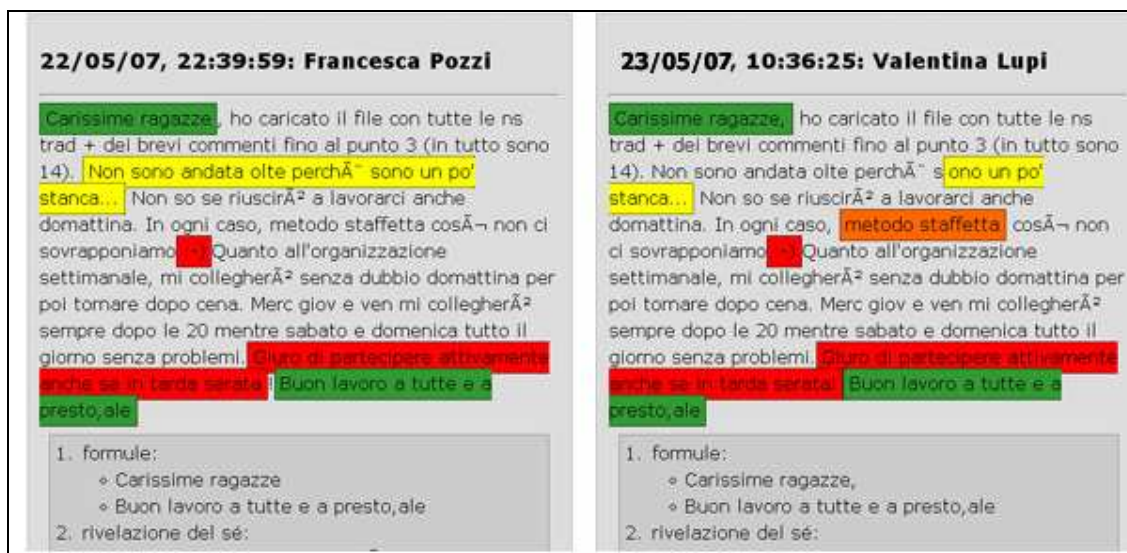 22/05/07, 22:39:59: Francesca Pozzi
Carissime ragazze, ho caricato il file con tutte le ns
trad + dei brevi commenti fino al punto 3 (in tutto sono
14). Non sono andata olte perchÃ¨ sono un po'
stanca... Non so se riuscirÃ² a lavorarci anche
domattina. In ogni caso, metodo staffetta cosÃ¬ non ci
sovrapponiamo :-) Quanto all'organizzazione
settimanale, mi collegherÃ² senza dubbio domattina per
poi tornare dopo cena. Merc giov e ven mi collegherÃ²
sempre dopo le 20 mentre sabato e domenica tutto il
giorno senza problemi. Giuro di partecipere attivamente
anche se in tarda serata ! Buon lavoro a tutte e a
presto,ale
1. formule:
Carissime ragazze
Buon lavoro a tutte e a presto,ale
2. rivelazione del sé:
23/05/07, 10:36:25: Valentina Lupi
Carissime ragazze, ho caricato il file con tutte le ns
trad + dei brevi commenti fino al punto 3 (in tutto sono
14). Non sono andata olte perchÃ¨ sono un po'
stanca... Non so se riuscirÃ² a lavorarci anche
domattina. In ogni caso, metodo staffetta cosÃ¬ non
ci sovrapponiamo :-) Quanto all'organizzazione
settimanale, mi collegherÃ² senza dubbio domattina per
poi tornare dopo cena. Merc giov e ven mi collegherÃ²
sempre dopo le 20 mentre sabato e domenica tutto il
giorno senza problemi. Giuro di partecipere attivamente
anche se in tarda serata! Buon lavoro a tutte e a
presto,ale
1. formule:
Carissime ragazze,
Buon lavoro a tutte e a presto,ale
2. rivelazione del sé: